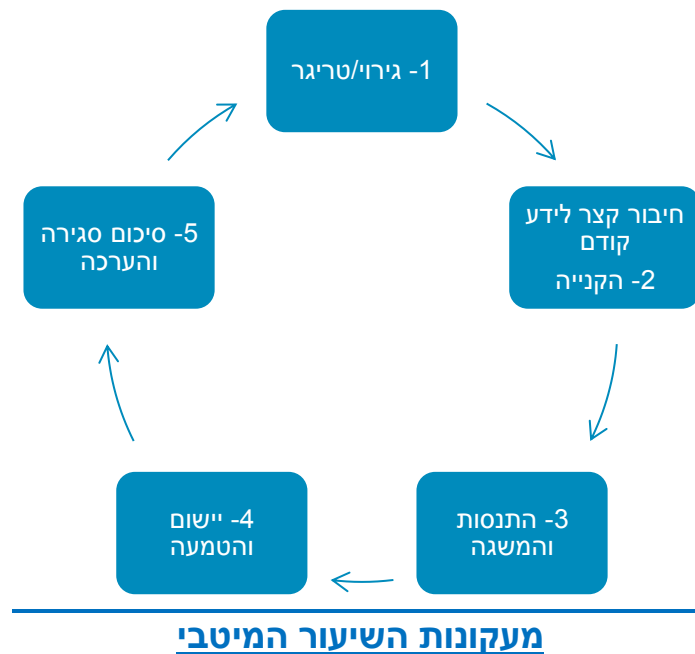 1- גירוי/טריגר
חיבור קצר לידע
קודם
2- הקנייה
3- התנסות
והמשגה
4- יישום
והטמעה
5- סיכום סגירה
והערכה
מעקונות השיעור המיטבי